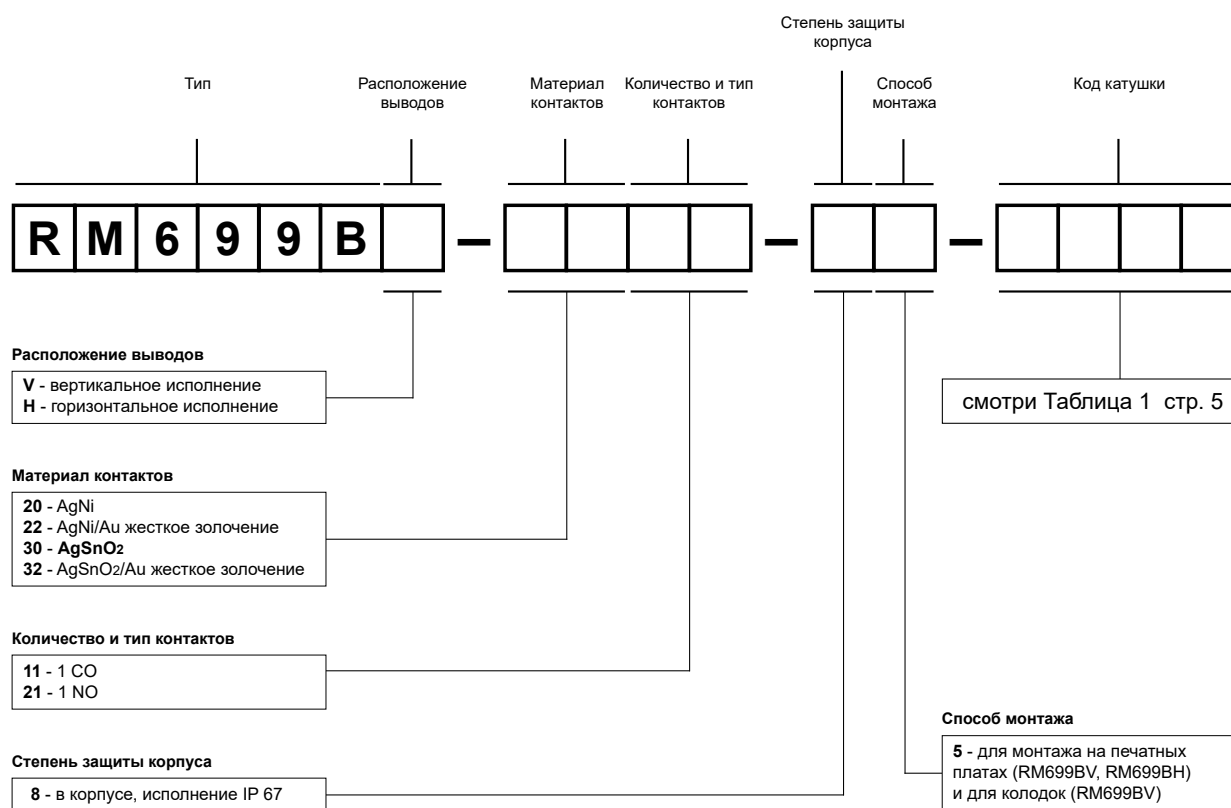 Степень защиты
корпуса
Тип
Расположение
выводов
Материал
контактов
Количество и тип
контактов
Способ
монтажа
Код катушки
R M 6 9 9 B – – –
Расположение выводов
V - вертикальное исполнение
H - горизонтальное исполнение
смотри Таблица 1 стр. 5
Материал контактов
20 - AgNi
22 - AgNi/Au жесткое золочение
30 - AgSnO2
32 - AgSnO2/Au жесткое золочение
Количество и тип контактов
11 - 1 CO
21 - 1 NO
Степень защиты корпуса
8 - в корпусе, исполнение IP 67
Способ монтажа
5 - для монтажа на печатных
платах (RM699BV, RM699BH)
и для колодок (RM699BV)